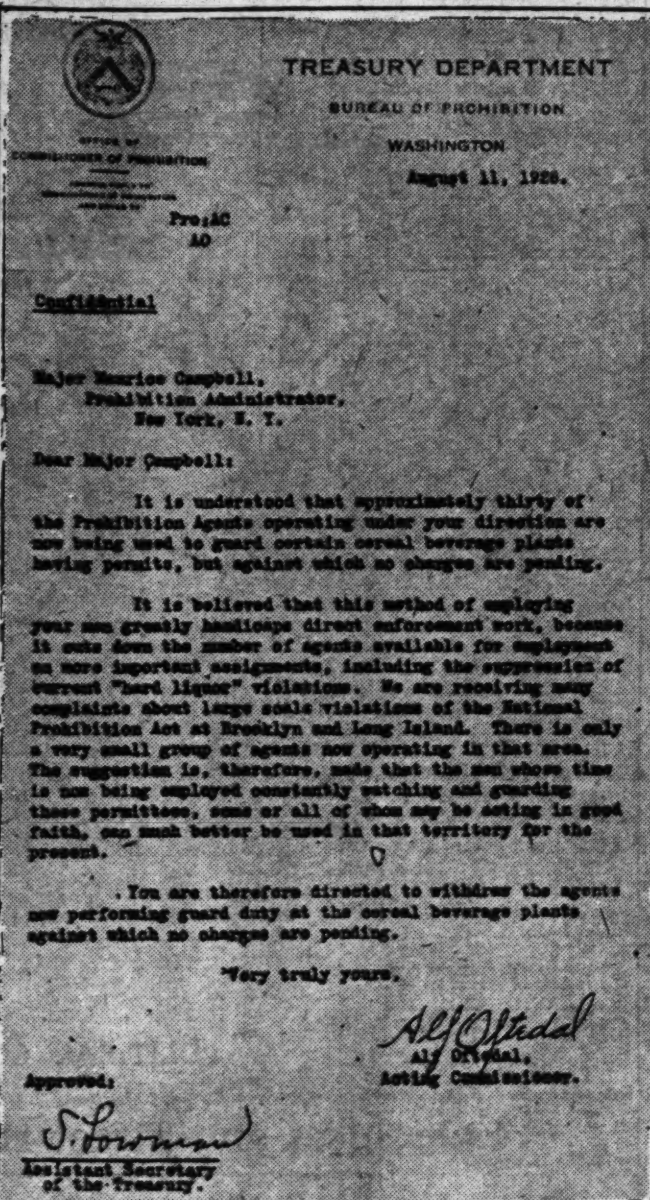 TREASURY DEPARTMENT
BUREAU OF PROHIBITION
WASHINGTON
OFFICE OF
COMMISSIONER OF PROHIBITION
August 11, 1928.
Pro:AC
AO
Confidential
Major Maurice Campbell,
Prohibition Administrator,
New York, N. Y.
Dear Major Campbell:
It is understood that approximately thirty of
the Prohibition Agents operating under your direction are
now being used to guard certain cereal beverage plants
having permits, but against which no charges are pending.
It is believed that this method of employing
your men greatly handicaps direct enforcement work, because
it cuts down the number of agents available for employment
on more important assignments, including the suppression of
current "hard liquor" violations. We are receiving many
complaints about large scale violations of the National
Prohibition Act at Brooklyn and Long Island. There is only
a very small group of agents now operating in that area.
The suggestion is, therefore, made that the men whose time
is now being employed constantly watching and guarding
these permittees, some or all of whom may be acting in good
faith, can much better be used in that territory for the
present.
You are therefore directed to withdraw the agents
now performing guard duty at the cereal beverage plants
against which no charges are pending.
Very truly yours,
Alf Oftedal
Alf Oftedal,
Acting Commissioner.
Approved:
S. Lowman
Assistant Secretary
of the Treasury.